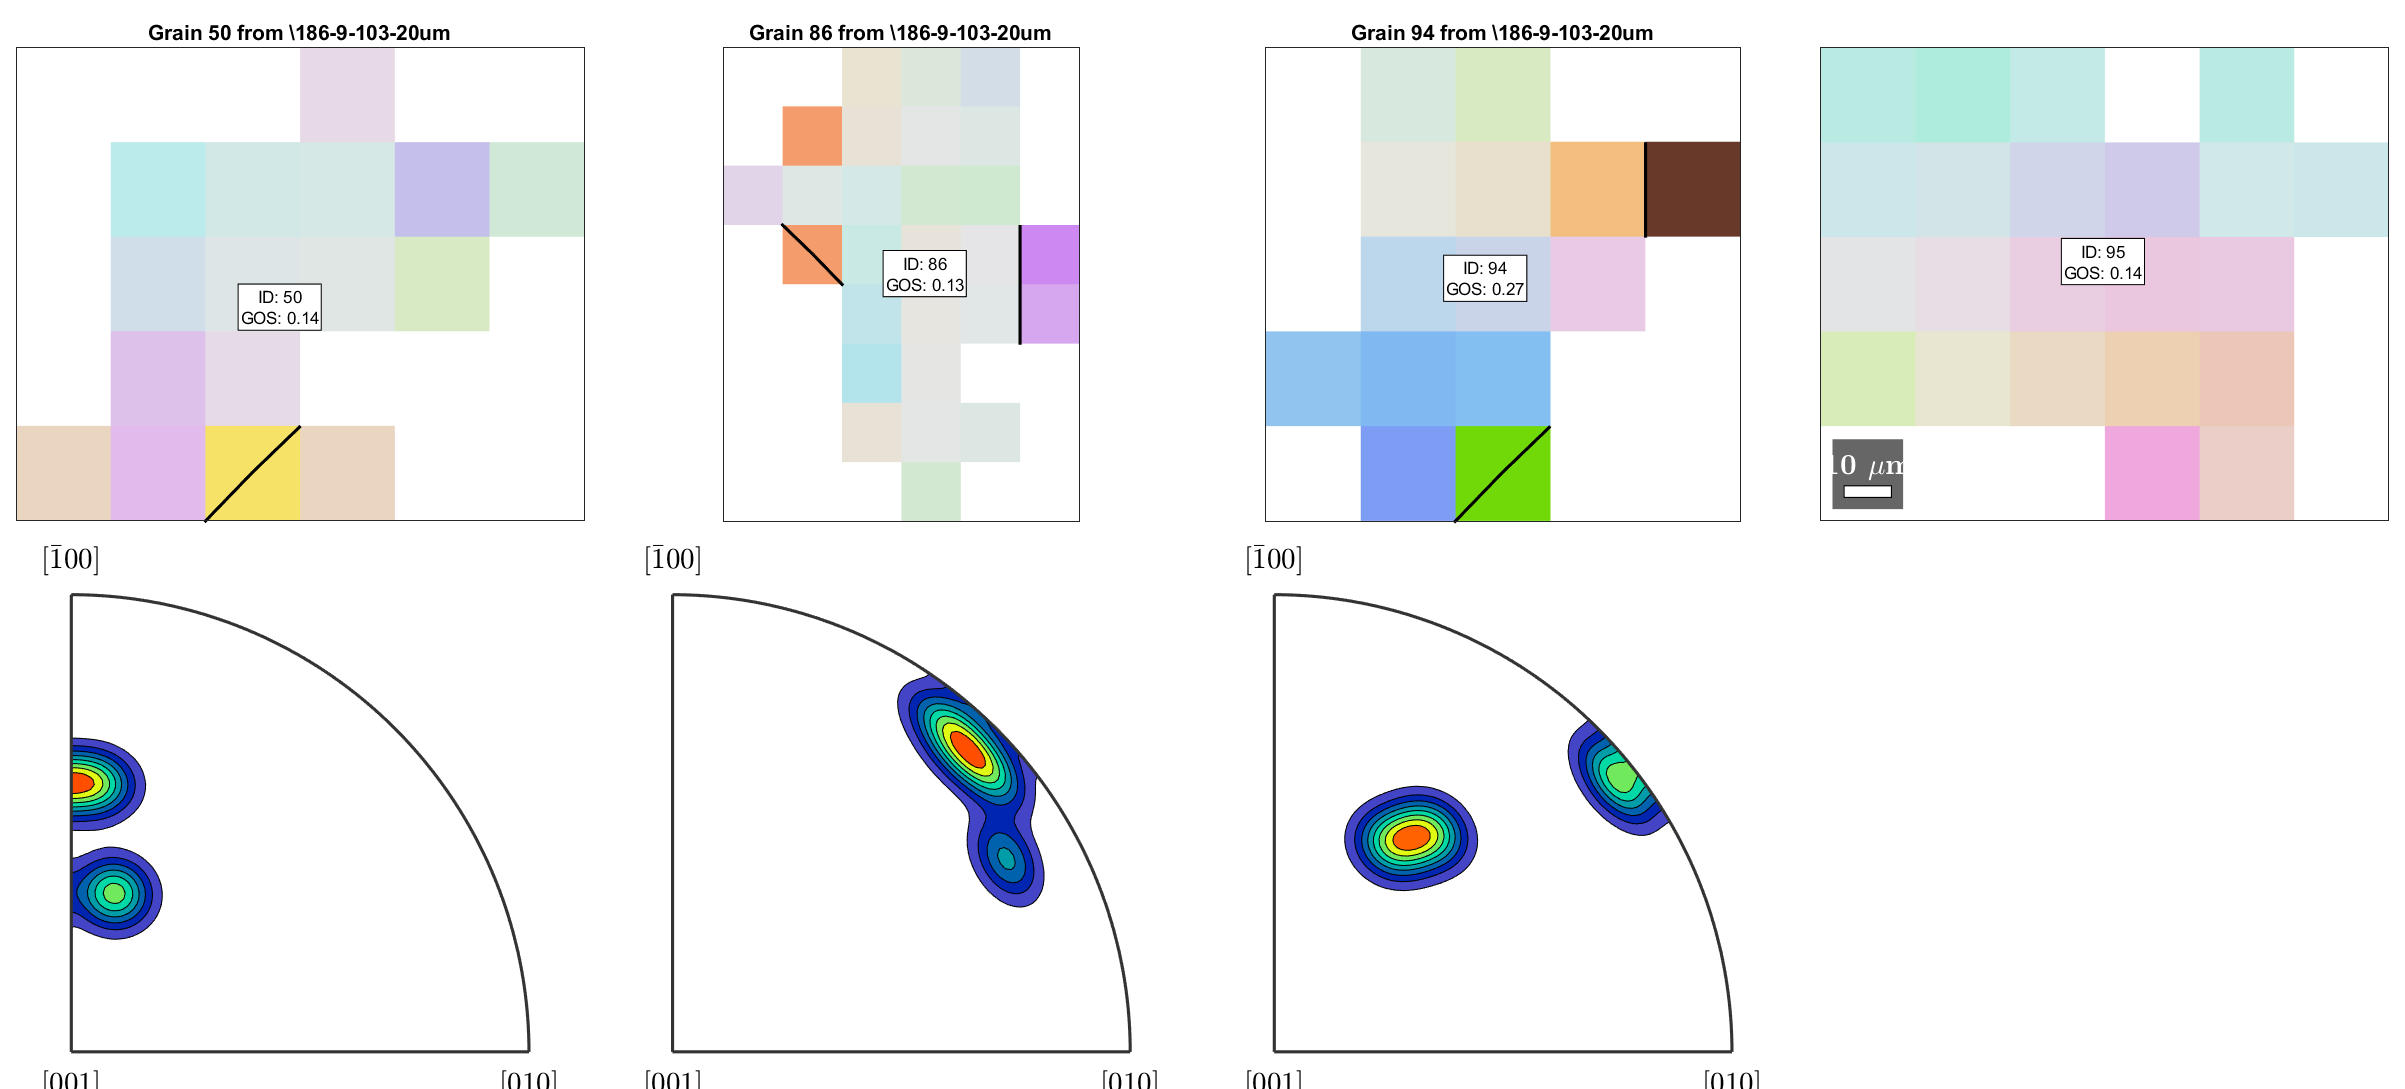 Grain 50 from \186-9-103-20um
Grain 86 from \186-9-103-20um
Grain 94 from \186-9-103-20um
ID: 50
GOS: 0.14
ID: 86
GOS: 0.13
ID: 94
GOS: 0.27
ID: 95
GOS: 0.14
10 μm
[1̄00]
[1̄00]
[1̄00]
[001]
[010]
[001]
[010]
[001]
[010]